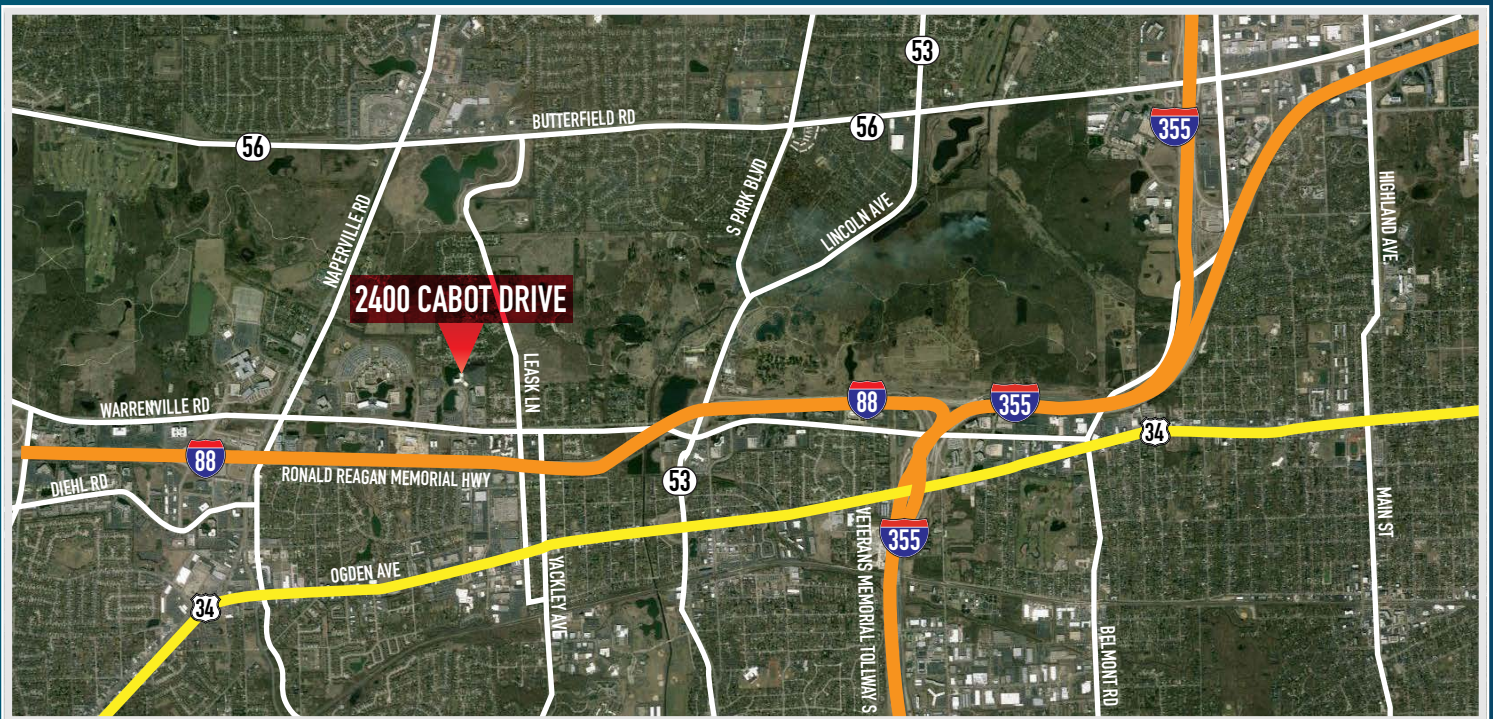 53
BUTTERFIELD RD
56
56
355
NAPERVILLE RD
S PARK BLVD
LINCOLN AVE
HIGHLAND AVE.
2400 CABOT DRIVE
LEASK LN
WARRENVILLE RD
88
355
34
88
RONALD REAGAN MEMORIAL HWY
DIEHL RD
53
MAIN ST
VETERANS MEMORIAL TOLLWAY S
355
OGDEN AVE
YACKLEY AVE
34
BELMONT RD